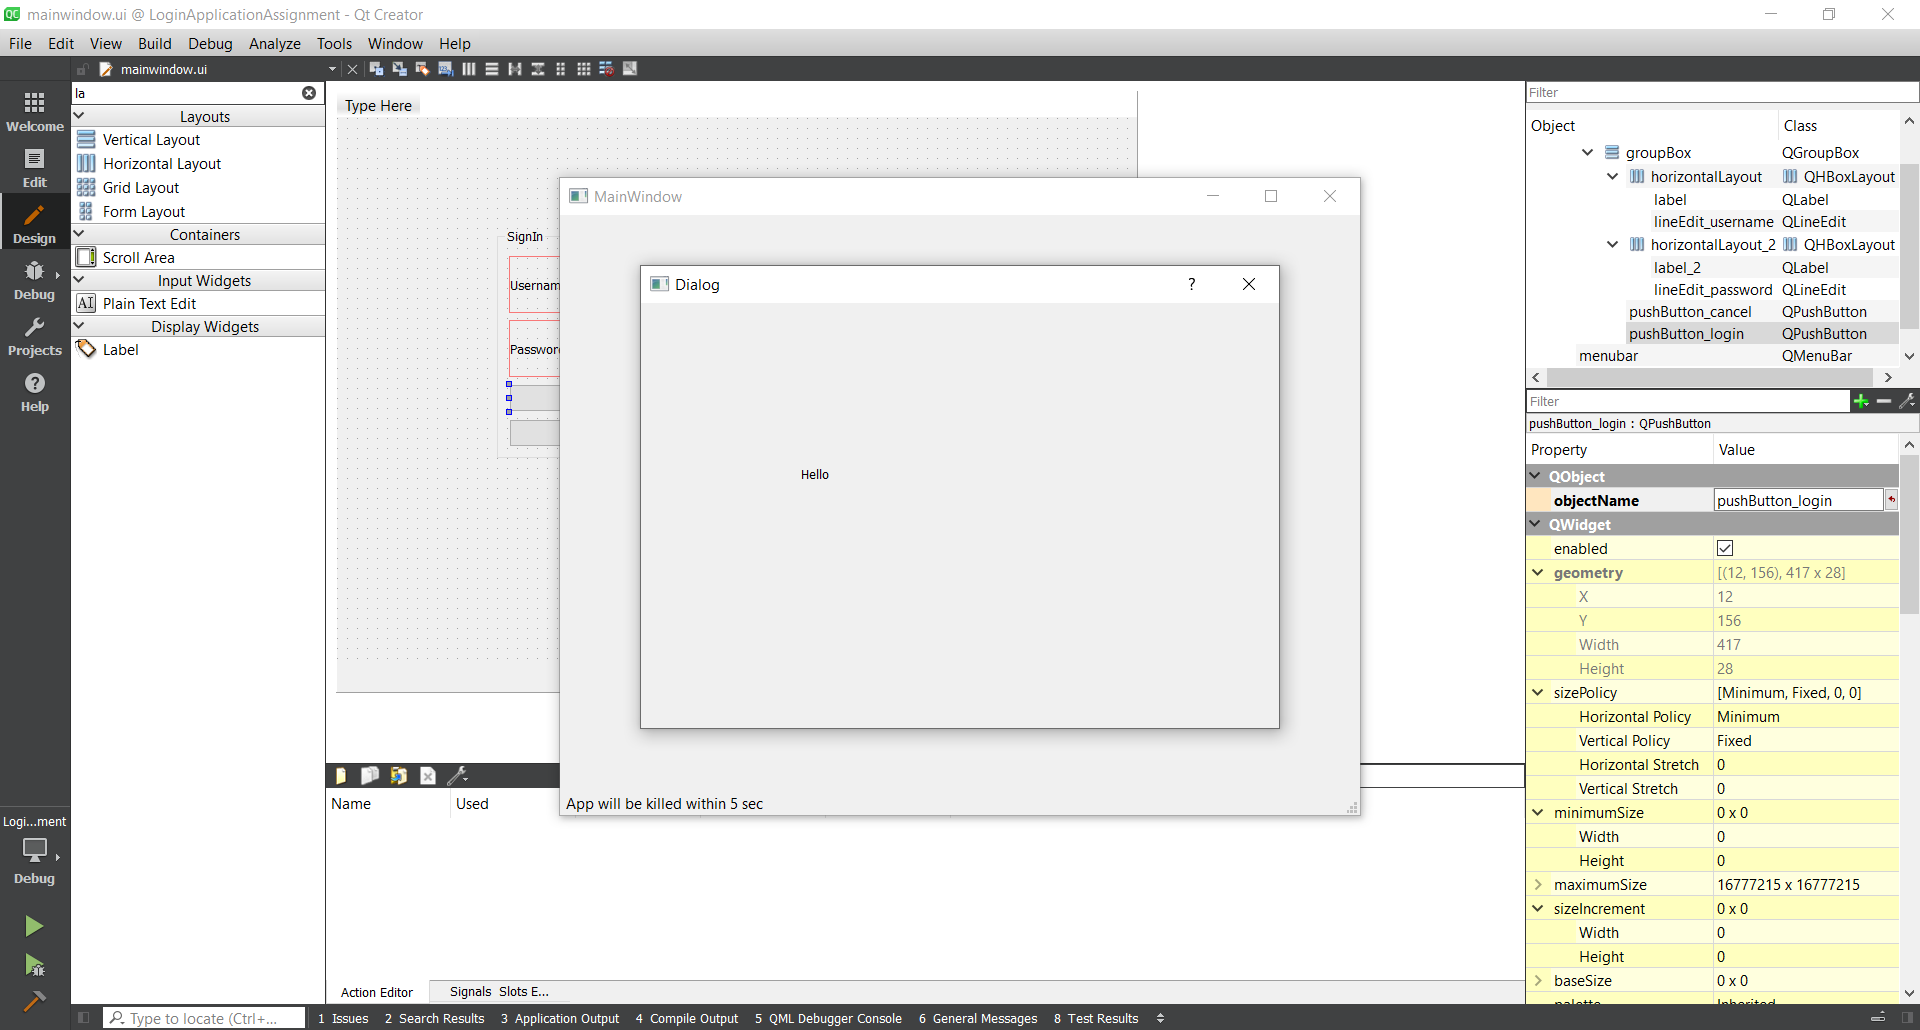 mainwindow.ui @ LoginApplicationAssignment - Qt Creator
File Edit View Build Debug Analyze Tools Window Help
mainwindow.ui
Welcome
Edit
Design
Debug
Projects
Help
Logi...ment
Debug
la
Layouts
Vertical Layout
Horizontal Layout
Grid Layout
Form Layout
Containers
Scroll Area
Input Widgets
Plain Text Edit
Display Widgets
Label
Type Here
SignIn
Usernam
Passwor
MainWindow
Dialog
?
Hello
App will be killed within 5 sec
Name Used
Action Editor Signals Slots E...
Filter
Object Class
groupBox QGroupBox
horizontalLayout QHBoxLayout
label QLabel
lineEdit_username QLineEdit
horizontalLayout_2 QHBoxLayout
label_2 QLabel
lineEdit_password QLineEdit
pushButton_cancel QPushButton
pushButton_login QPushButton
menubar QMenuBar
Filter
pushButton_login : QPushButton
Property Value
QObject
objectName pushButton_login
QWidget
enabled
geometry [(12, 156), 417 x 28]
X 12
Y 156
Width 417
Height 28
sizePolicy [Minimum, Fixed, 0, 0]
Horizontal Policy Minimum
Vertical Policy Fixed
Horizontal Stretch 0
Vertical Stretch 0
minimumSize 0 x 0
Width 0
Height 0
maximumSize 16777215 x 16777215
sizeIncrement 0 x 0
Width 0
Height 0
baseSize 0 x 0
palette Inherited
Type to locate (Ctrl+... 1 Issues 2 Search Results 3 Application Output 4 Compile Output 5 QML Debugger Console 6 General Messages 8 Test Results